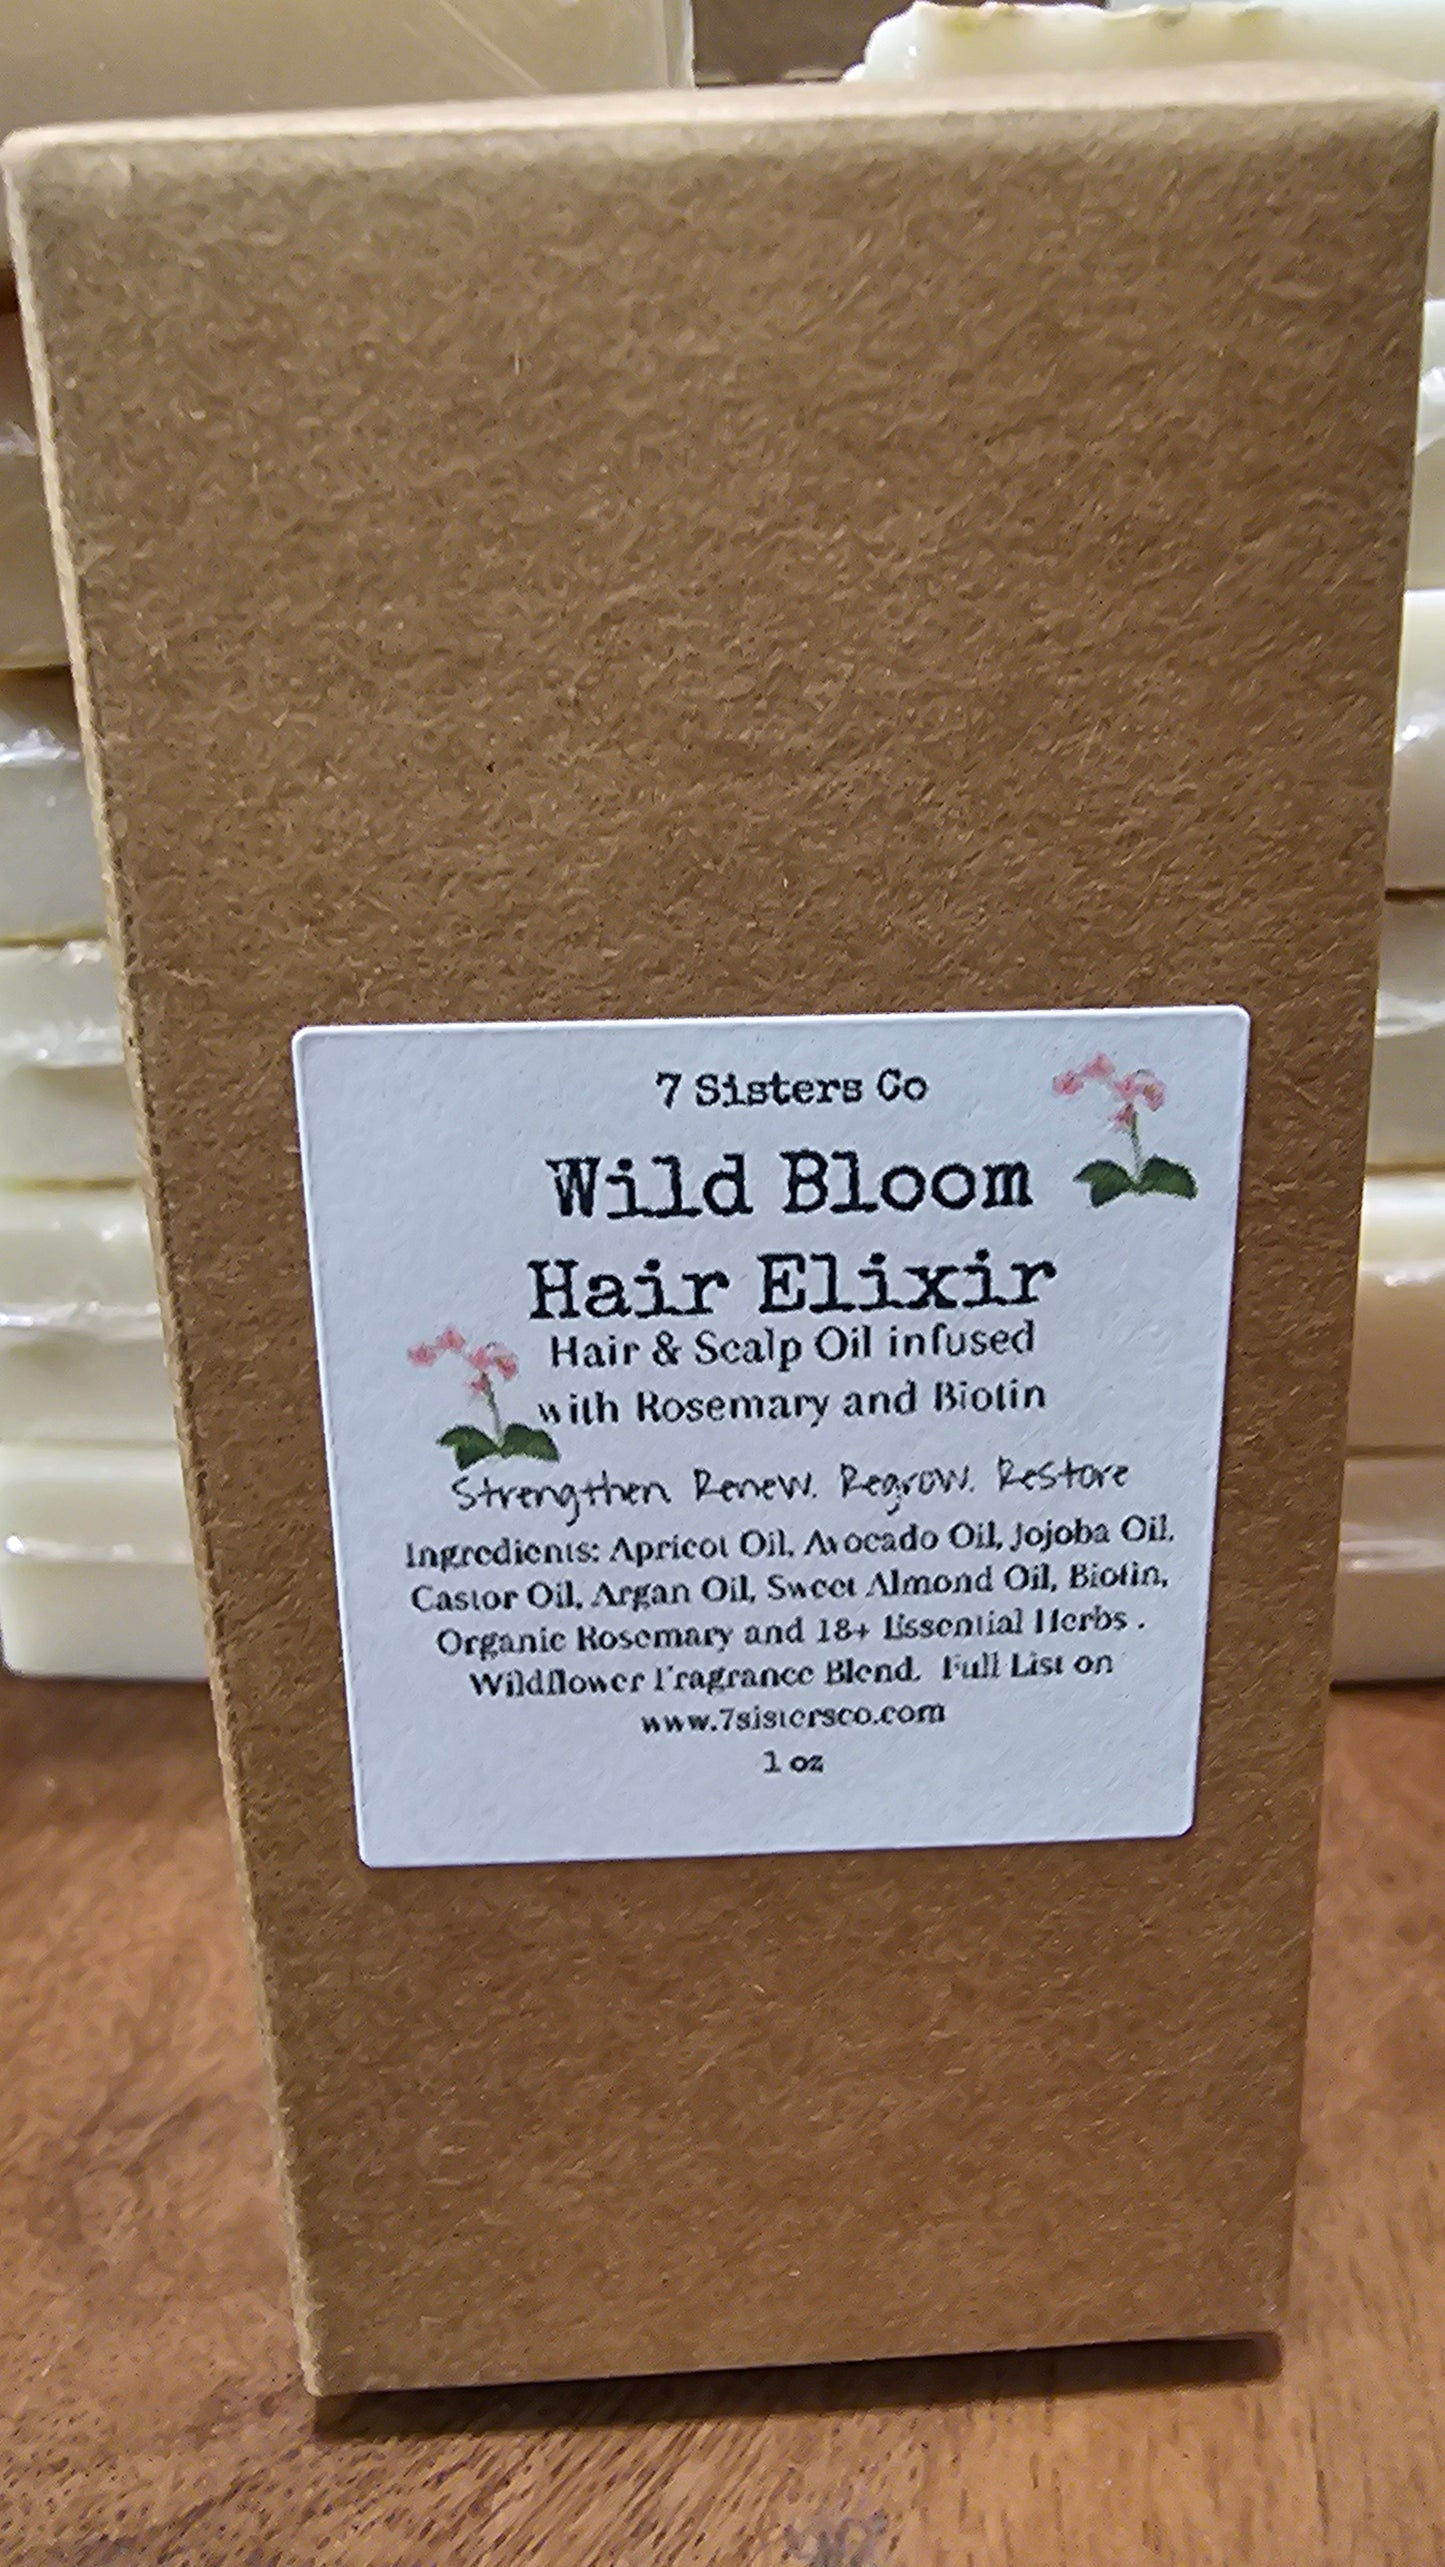 7 Sisters Co
Wild Bloom
Hair Elixir
Hair & Scalp Oil infused
with Rosemary and Biotin
Strengthen. Renew. Regrow. Restore
Ingredients: Apricot Oil, Avocado Oil, Jojoba Oil,
Castor Oil, Argan Oil, Sweet Almond Oil, Biotin,
Organic Rosemary and 18+ Essential Herbs .
Wildflower Fragrance Blend. Full List on
www.7sistersco.com
1 oz